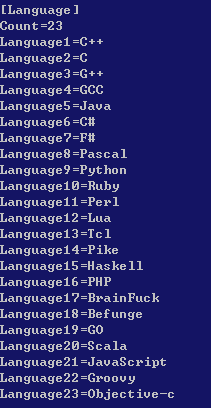 [Language]
Count=23
Language1=C++
Language2=C
Language3=G++
Language4=GCC
Language5=Java
Language6=C#
Language7=F#
Language8=Pascal
Language9=Python
Language10=Ruby
Language11=Perl
Language12=Lua
Language13=Tcl
Language14=Pike
Language15=Haskell
Language16=PHP
Language17=BrainFuck
Language18=Befunge
Language19=GO
Language20=Scala
Language21=JavaScript
Language22=Groovy
Language23=Objective-c